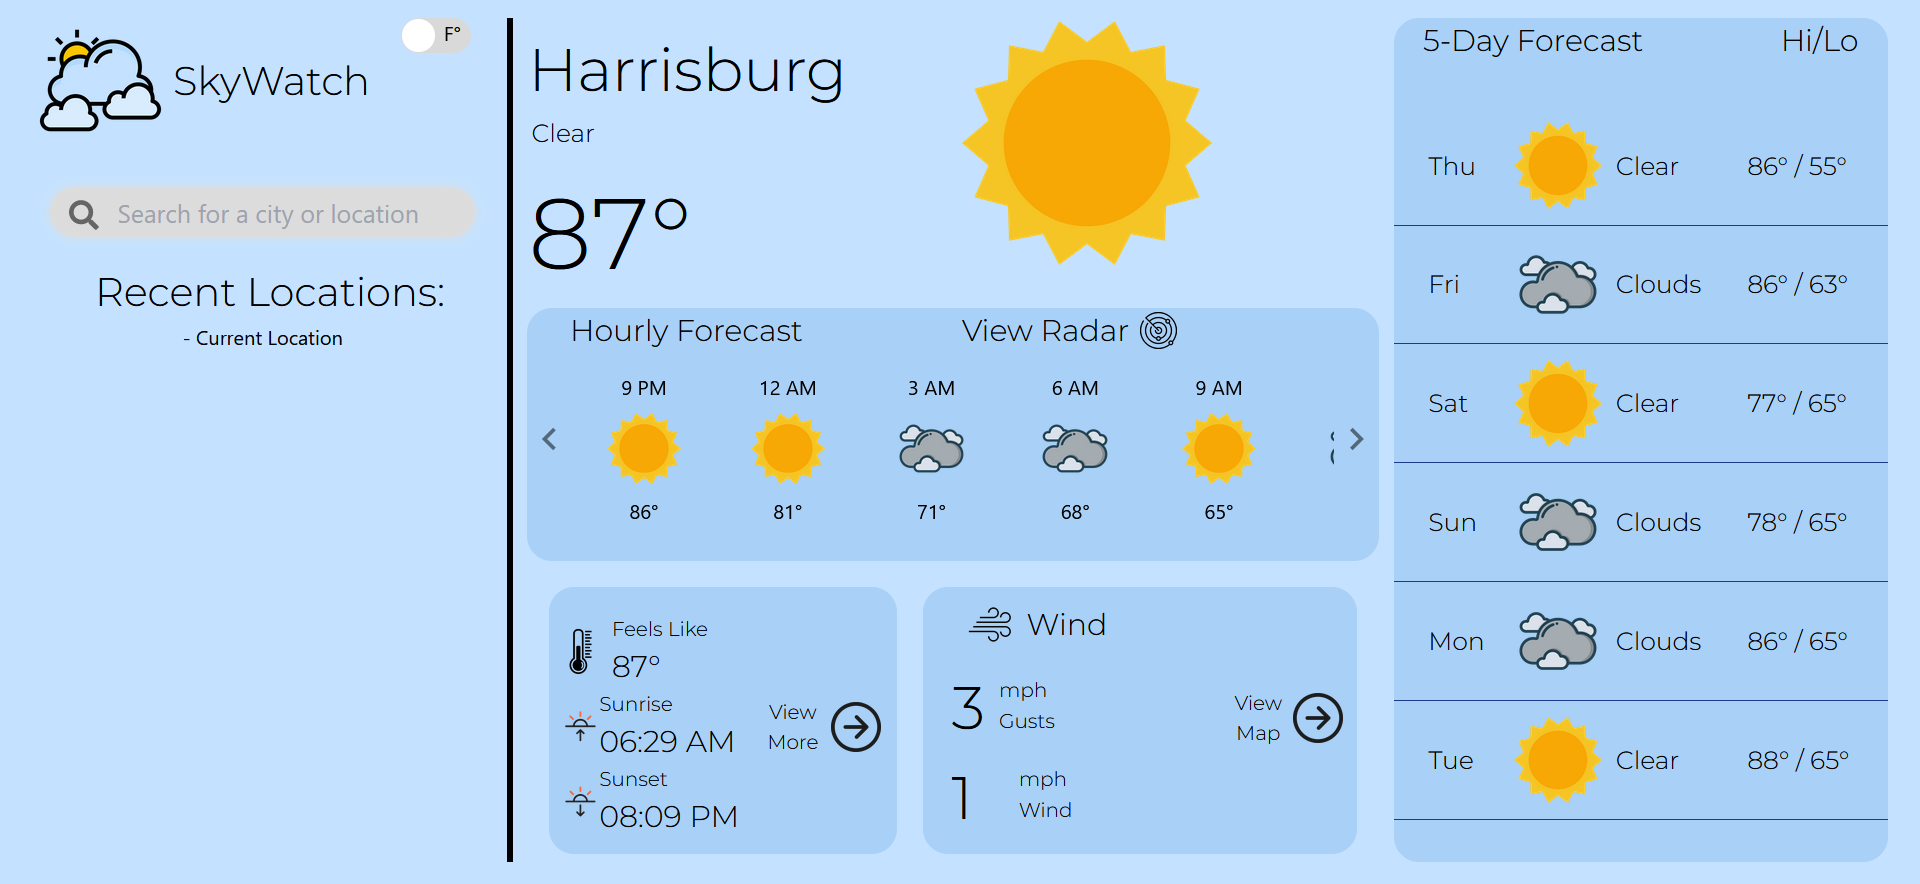 F°
SkyWatch
Search for a city or location
Recent Locations:
- Current Location
Harrisburg
Clear
87°
Hourly Forecast View Radar
9 PM 12 AM 3 AM 6 AM 9 AM
86° 81° 71° 68° 65°
Feels Like
87°
Sunrise
06:29 AM
Sunset
08:09 PM
View
More
Wind
3 mph
Gusts
1 mph
Wind
View
Map
5-Day Forecast Hi/Lo
Thu Clear 86° / 55°
Fri Clouds 86° / 63°
Sat Clear 77° / 65°
Sun Clouds 78° / 65°
Mon Clouds 86° / 65°
Tue Clear 88° / 65°